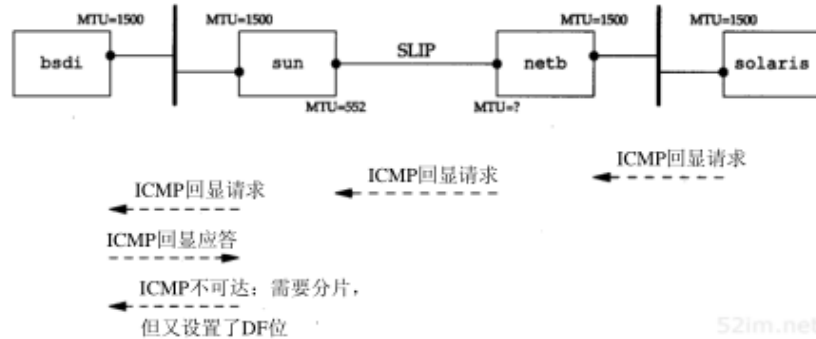 MTU=1500 MTU=1500 MTU=1500 MTU=1500
bsdi sun SLIP netb solaris
MTU=552 MTU=?
ICMP回显请求 ICMP回显请求 ICMP回显请求
ICMP回显应答
ICMP不可达：需要分片，
但又设置了DF位
52im.net